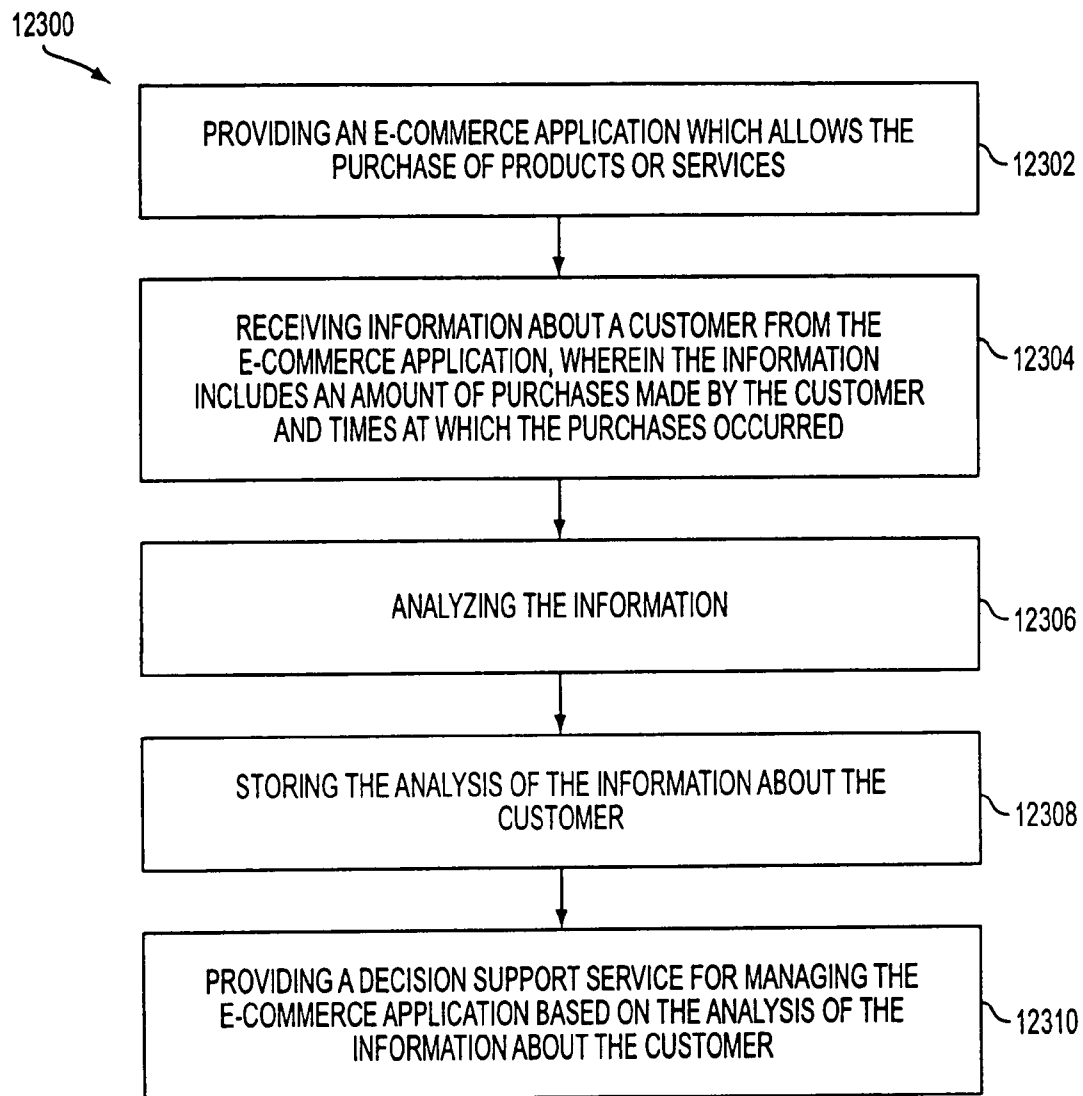 12300
PROVIDING AN E-COMMERCE APPLICATION WHICH ALLOWS THE
PURCHASE OF PRODUCTS OR SERVICES
12302
RECEIVING INFORMATION ABOUT A CUSTOMER FROM THE
E-COMMERCE APPLICATION, WHEREIN THE INFORMATION
INCLUDES AN AMOUNT OF PURCHASES MADE BY THE CUSTOMER
AND TIMES AT WHICH THE PURCHASES OCCURRED
12304
ANALYZING THE INFORMATION
12306
STORING THE ANALYSIS OF THE INFORMATION ABOUT THE
CUSTOMER
12308
PROVIDING A DECISION SUPPORT SERVICE FOR MANAGING THE
E-COMMERCE APPLICATION BASED ON THE ANALYSIS OF THE
INFORMATION ABOUT THE CUSTOMER
12310